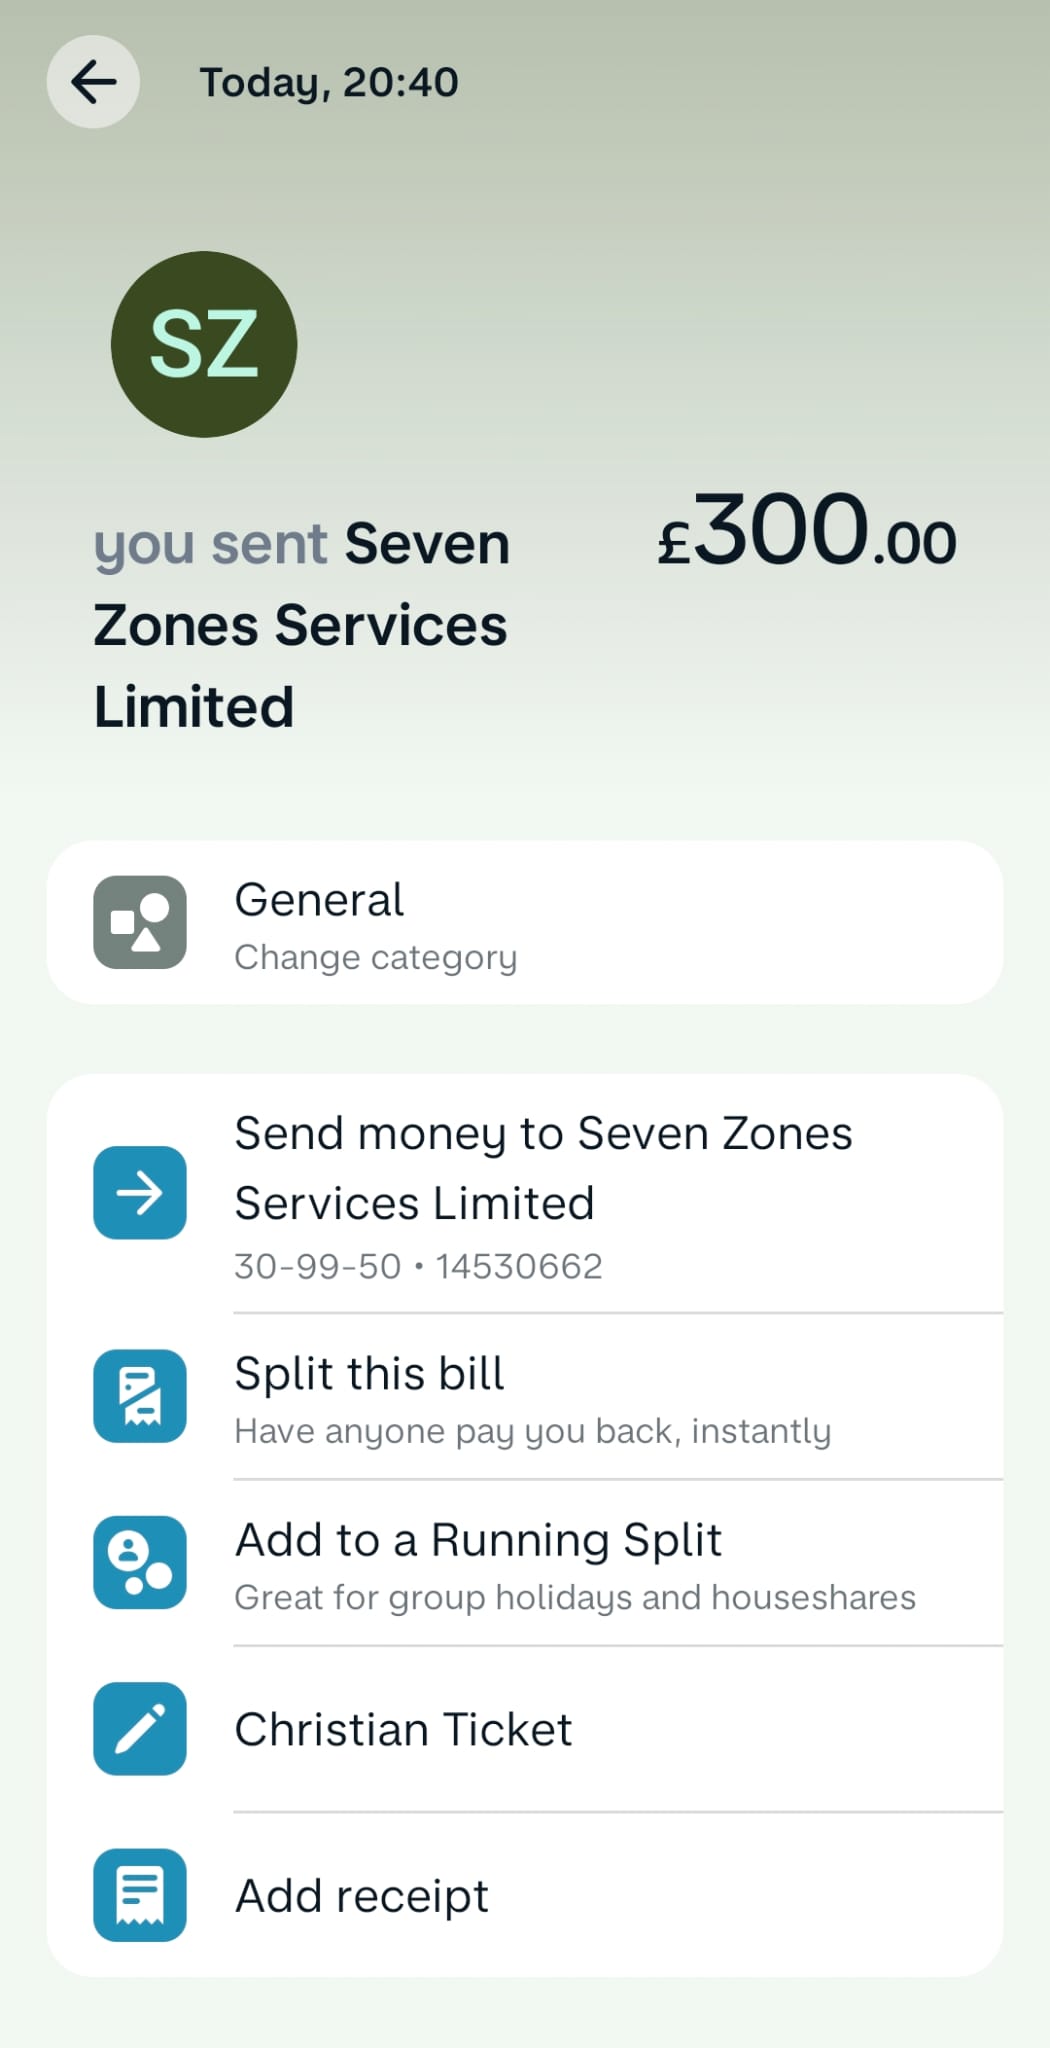 Today, 20:40
SZ
you sent Seven
Zones Services
Limited
£300.00
General
Change category
Send money to Seven Zones
Services Limited
30-99-50 • 14530662
Split this bill
Have anyone pay you back, instantly
Add to a Running Split
Great for group holidays and houseshares
Christian Ticket
Add receipt